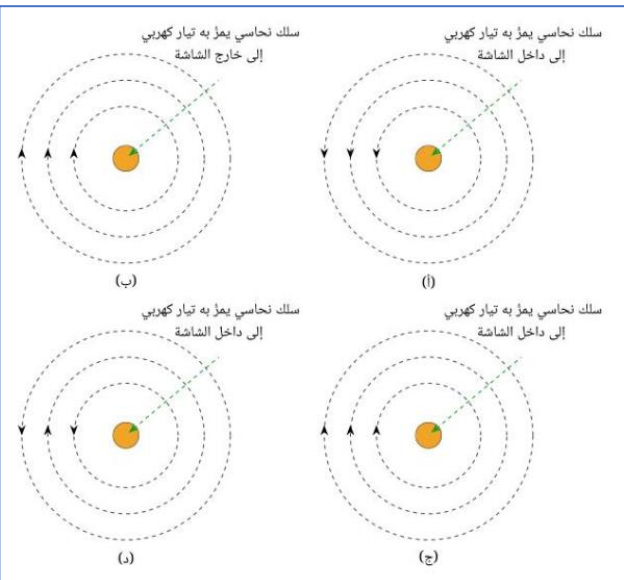 سلك نحاسي يمرُّ به تيار كهربي
إلى داخل الشاشة
(أ)
سلك نحاسي يمرُّ به تيار كهربي
إلى خارج الشاشة
(ب)
سلك نحاسي يمرُّ به تيار كهربي
إلى داخل الشاشة
(ج)
سلك نحاسي يمرُّ به تيار كهربي
إلى داخل الشاشة
(د)